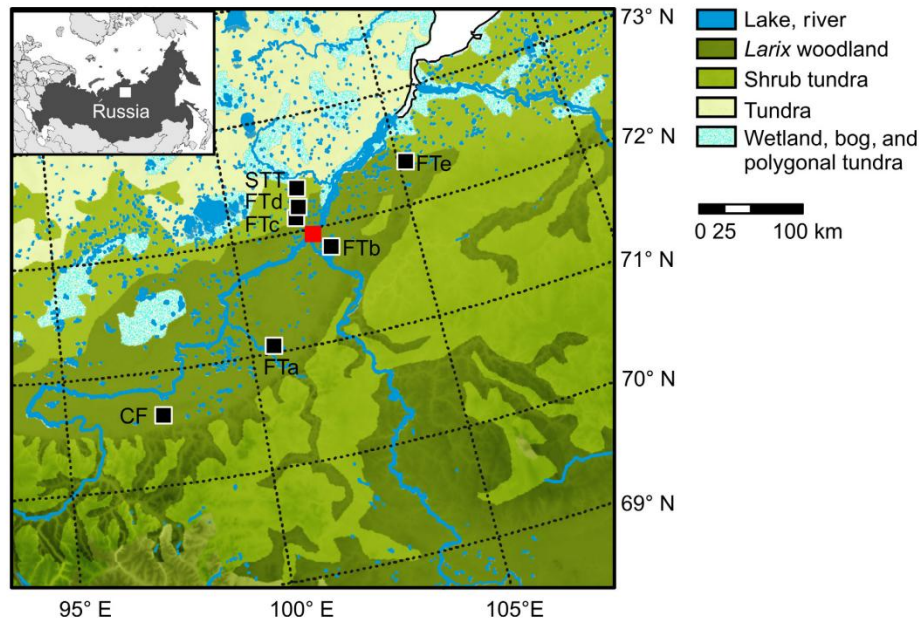 Russia
STT
FTd
FTc
FTe
FTb
FTa
CF
73° N
72° N
71° N
70° N
69° N
95° E
100° E
105° E
Lake, river
Larix woodland
Shrub tundra
Tundra
Wetland, bog, and
polygonal tundra
0 25 100 km